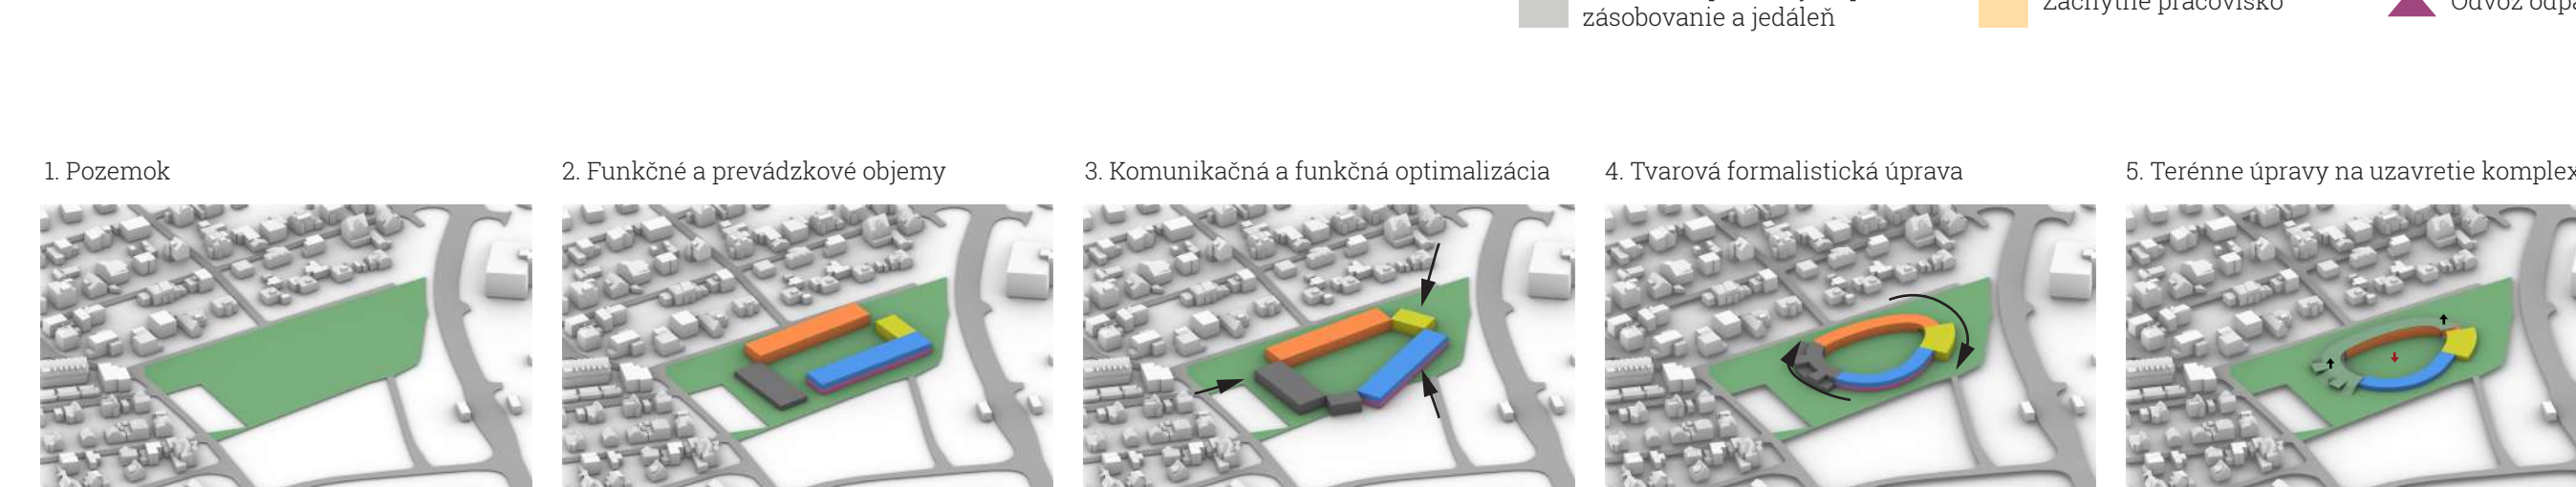 zásobovanie a jedáleň
Záchytné pracovisko
Odvoz
1. Pozemok
2. Funkčné a prevádzkové objemy
3. Komunikačná a funkčná optimalizácia
4. Tvarová formalistická úprava
5. Terénne úpravy na uzavretie